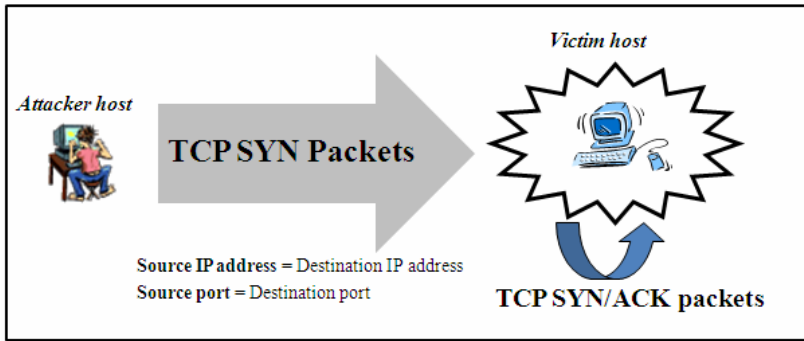 Victim host
Attacker host
TCP SYN Packets
Source IP address = Destination IP address
Source port = Destination port
TCP SYN/ACK packets